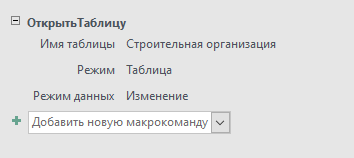 ОткрытьТаблицу
Имя таблицы Строительная организация
Режим Таблица
Режим данных Изменение
Добавить новую макрокоманду